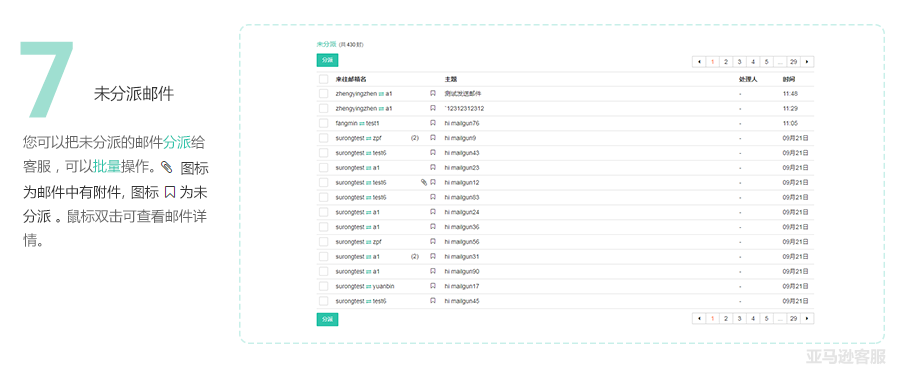 7
未分派邮件
您可以把未分派的邮件分派给
客服，可以批量操作。 图标
为邮件中有附件, 图标 为未
分派 。鼠标双击可查看邮件详
情。
未分派 (共 430 封)
分派
1 2 3 4 5 ... 29
来往邮箱名 主题 处理人 时间
zhengyingzhen a1 测试发送邮件 - 11:48
zhengyingzhen a1 `12312312312 - 11:29
fangmin test1 hi mailgun76 - 11:05
surongtest zpf (2) hi mailgun9 - 09月21日
surongtest test6 hi mailgun43 - 09月21日
surongtest a1 hi mailgun23 - 09月21日
surongtest test6 hi mailgun12 - 09月21日
surongtest test6 - 09月21日
surongtest a1 hi mailgun24 - 09月21日
surongtest a1 hi mailgun36 - 09月21日
surongtest zpf hi mailgun56 - 09月21日
surongtest a1 (2) hi mailgun31 - 09月21日
surongtest a1 hi mailgun90 - 09月21日
surongtest yuanbin hi mailgun17 - 09月21日
surongtest test6 hi mailgun45 - 09月21日
分派
1 2 3 4 5 ... 29
亚马逊客服